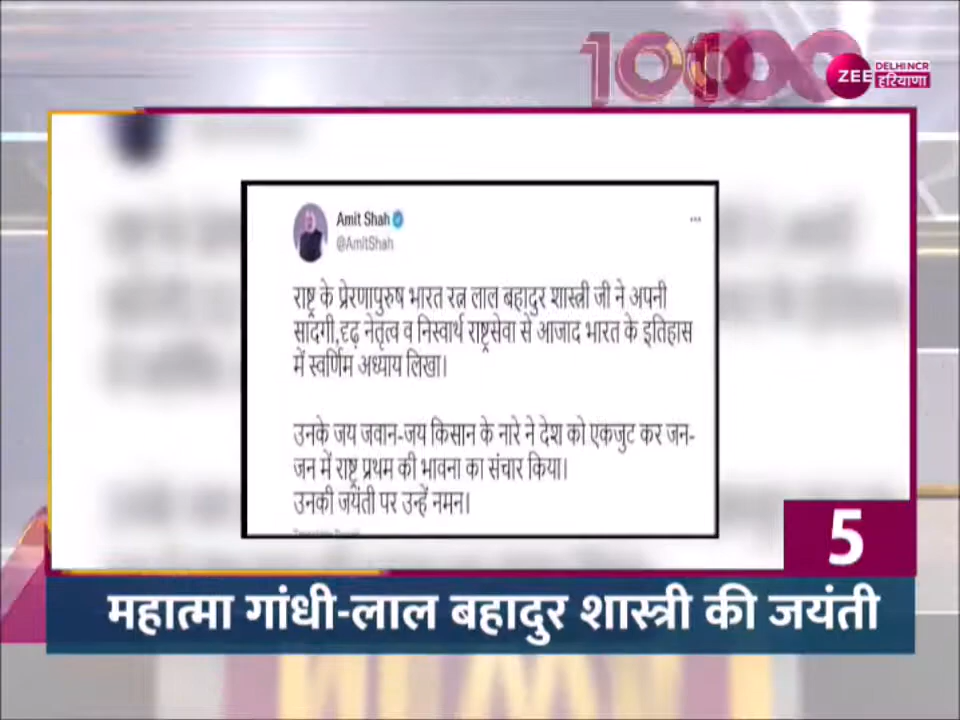 10 100
ZEE DELHI NCR हरियाणा
Amit Shah
@AmitShah
राष्ट्र के प्रेरणापुरुष भारत रत्न लाल बहादुर शास्त्री जी ने अपनी
सादगी,दृढ़ नेतृत्व व निस्वार्थ राष्ट्रसेवा से आजाद भारत के इतिहास
में स्वर्णिम अध्याय लिखा।
उनके जय जवान-जय किसान के नारे ने देश को एकजुट कर जन-
जन में राष्ट्र प्रथम की भावना का संचार किया।
उनकी जयंती पर उन्हें नमन।
5
महात्मा गांधी-लाल बहादुर शास्त्री की जयंती